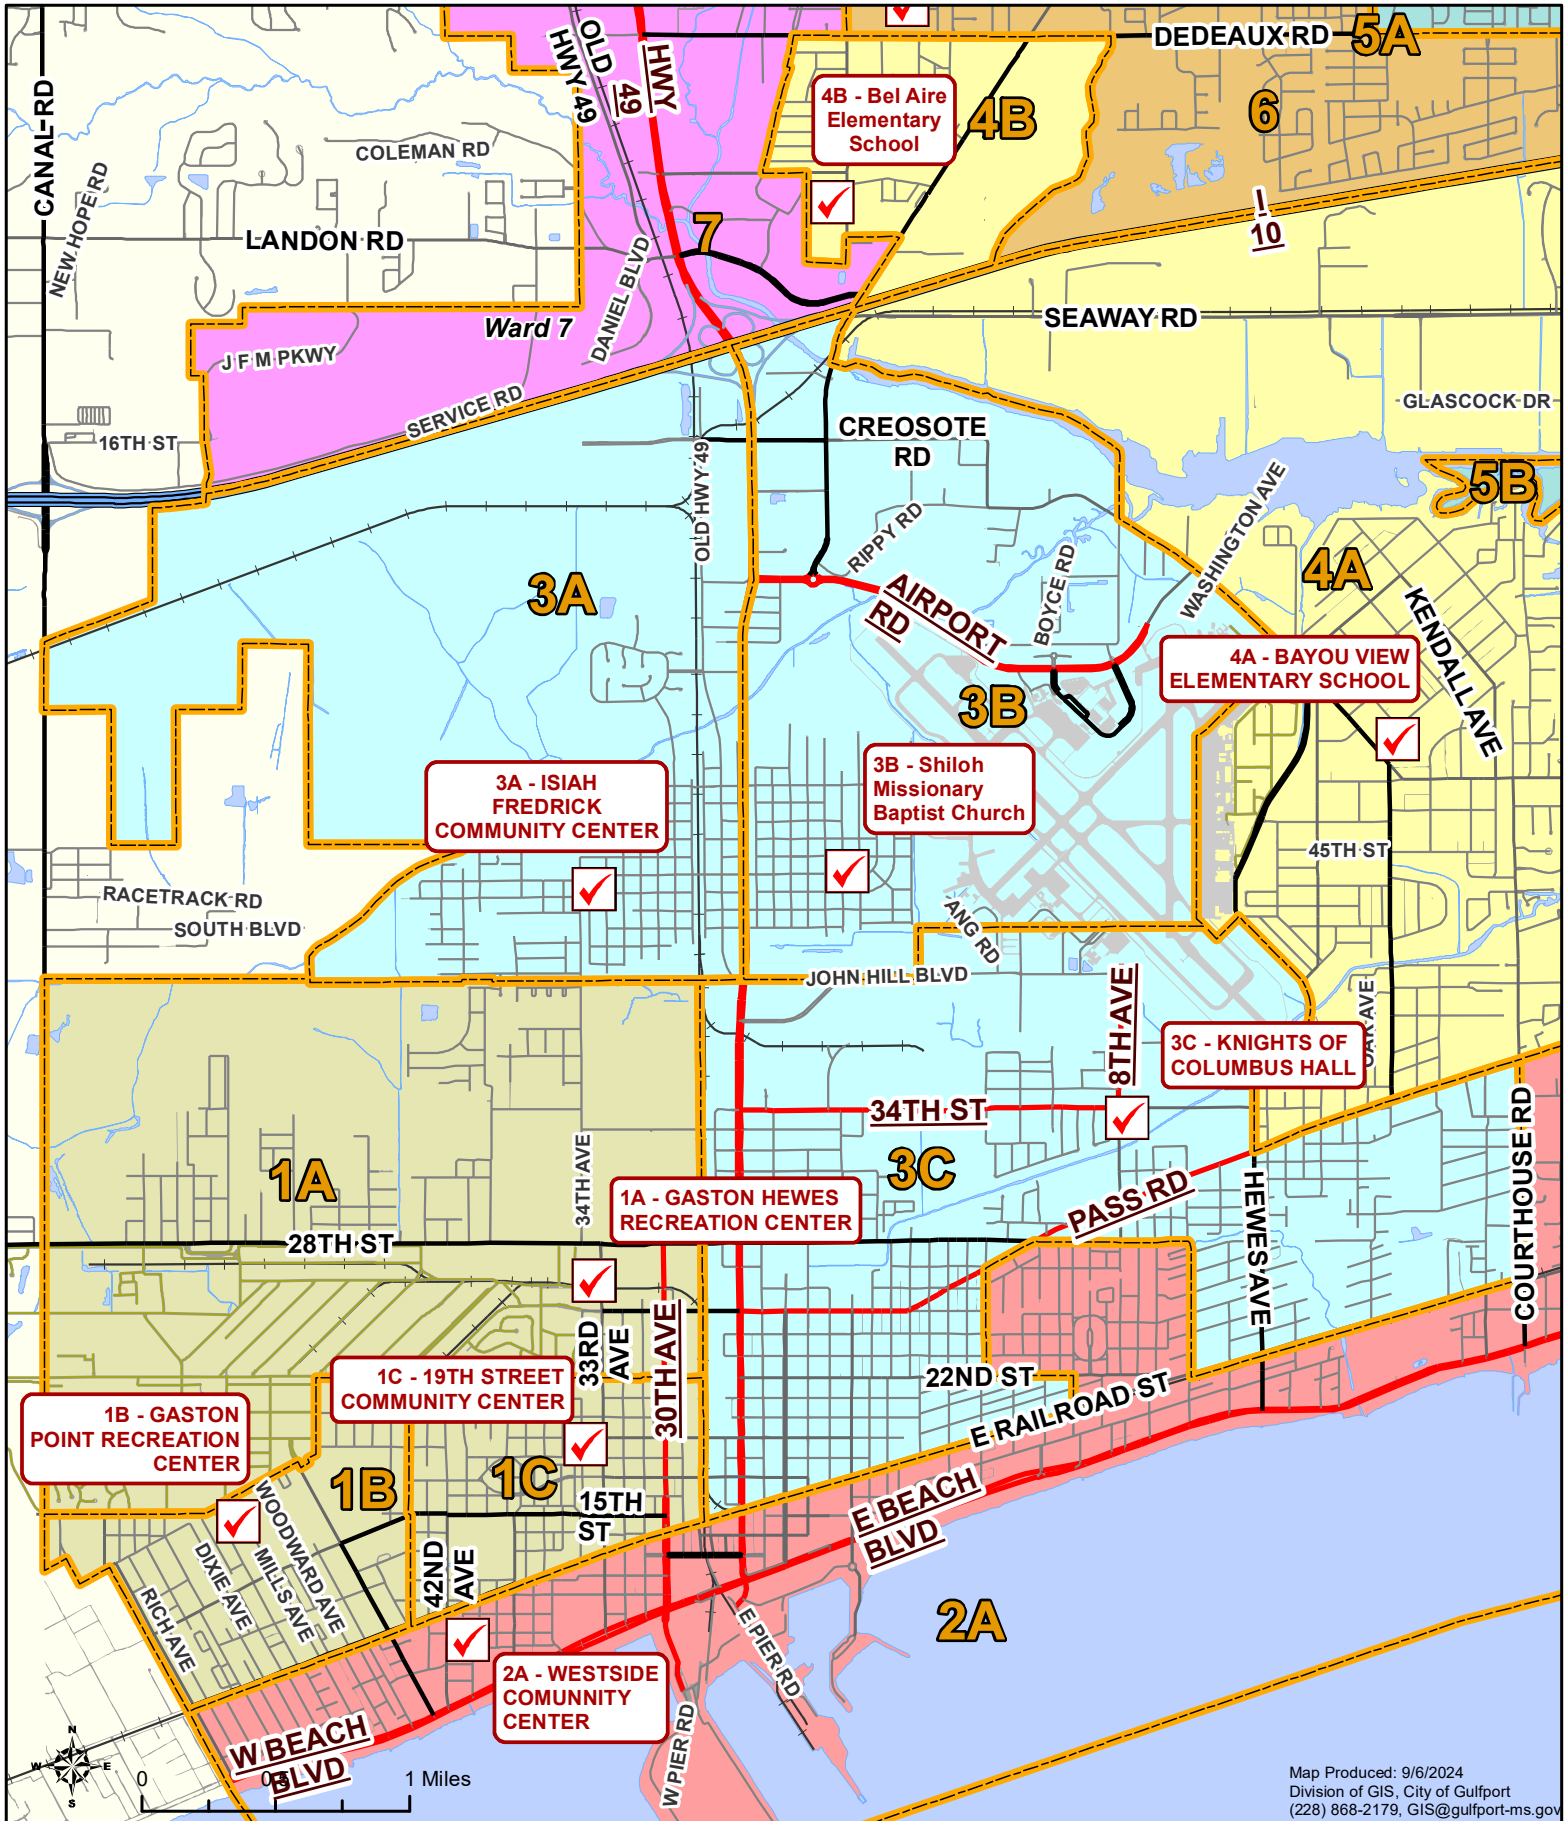 DEDEAUX RD
5A
OLD
HWY 49
HWY
49
CANAL RD
4B - Bel Aire
Elementary
School
4B
6
COLEMAN RD
NEW HOPE RD
LANDON RD
7
I
10
DANIEL BLVD
Ward 7
SEAWAY RD
J F M PKWY
SERVICE RD
GLASCOCK DR
16TH ST
CREOSOTE
RD
OLD HWY 49
5B
WASHINGTON AVE
RIPPY RD
BOYCE RD
3A
4A
AIRPORT
RD
KENDALL AVE
4A - BAYOU VIEW
ELEMENTARY SCHOOL
3B
3A - ISIAH
FREDRICK
COMMUNITY CENTER
3B - Shiloh
Missionary
Baptist Church
45TH ST
RACETRACK RD
SOUTH BLVD
ANG RD
JOHN HILL BLVD
8TH AVE
OAK AVE
3C - KNIGHTS OF
COLUMBUS HALL
34TH ST
COURTHOUSE RD
34TH AVE
1A
3C
1A - GASTON HEWES
RECREATION CENTER
PASS RD
HEWES AVE
28TH ST
33RD
AVE
30TH AVE
1C - 19TH STREET
COMMUNITY CENTER
22ND ST
E RAILROAD ST
1B - GASTON
POINT RECREATION
CENTER
1B
1C
15TH
ST
WOODWARD AVE
MILLS AVE
DIXIE AVE
RICH AVE
42ND
AVE
E BEACH
BLVD
2A
E PIER RD
2A - WESTSIDE
COMUNNITY
CENTER
W PIER RD
W BEACH
BLVD
N
W E
S
0 0.5 1 Miles
Map Produced: 9/6/2024
Division of GIS, City of Gulfport
(228) 868-2179, GIS@gulfport-ms.gov